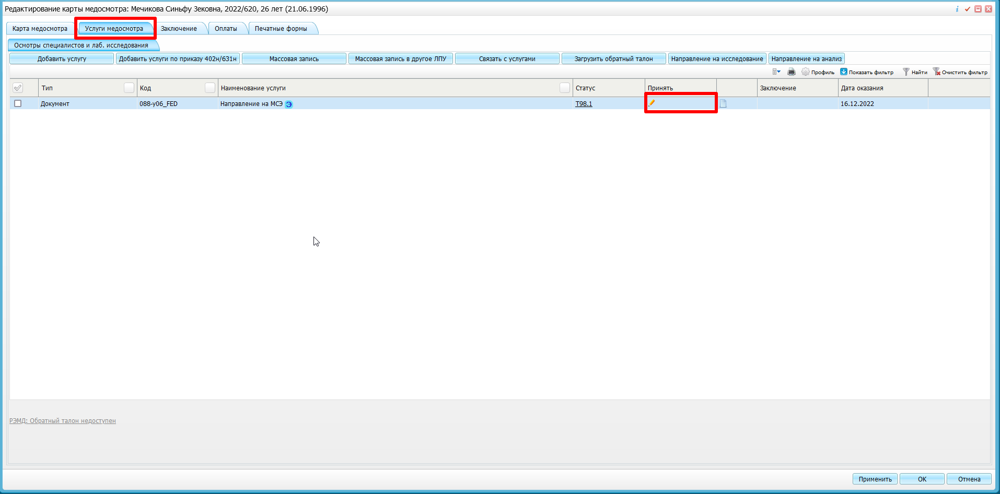 Редактирование карты медосмотра: Мечикова Синьфу Зековна, 2022/620, 26 лет (21.06.1996)
Карта медосмотра Услуги медосмотра Заключение Оплаты Печатные формы
Осмотры специалистов и лаб. исследования
Добавить услугу Добавить услуги по приказу 402н/631н Массовая запись Массовая запись в другое ЛПУ Связать с услугами Загрузить обратный талон Направление на исследование Направление на анализ
Профиль Показать фильтр Найти Очистить фильтр
Тип Код Наименование услуги Статус Принять Заключение Дата оказания
Документ 088-у06_FED Направление на МСЭ Э Т98.1 16.12.2022
РЭМД: Обратный талон недоступен
Применить OK Отмена